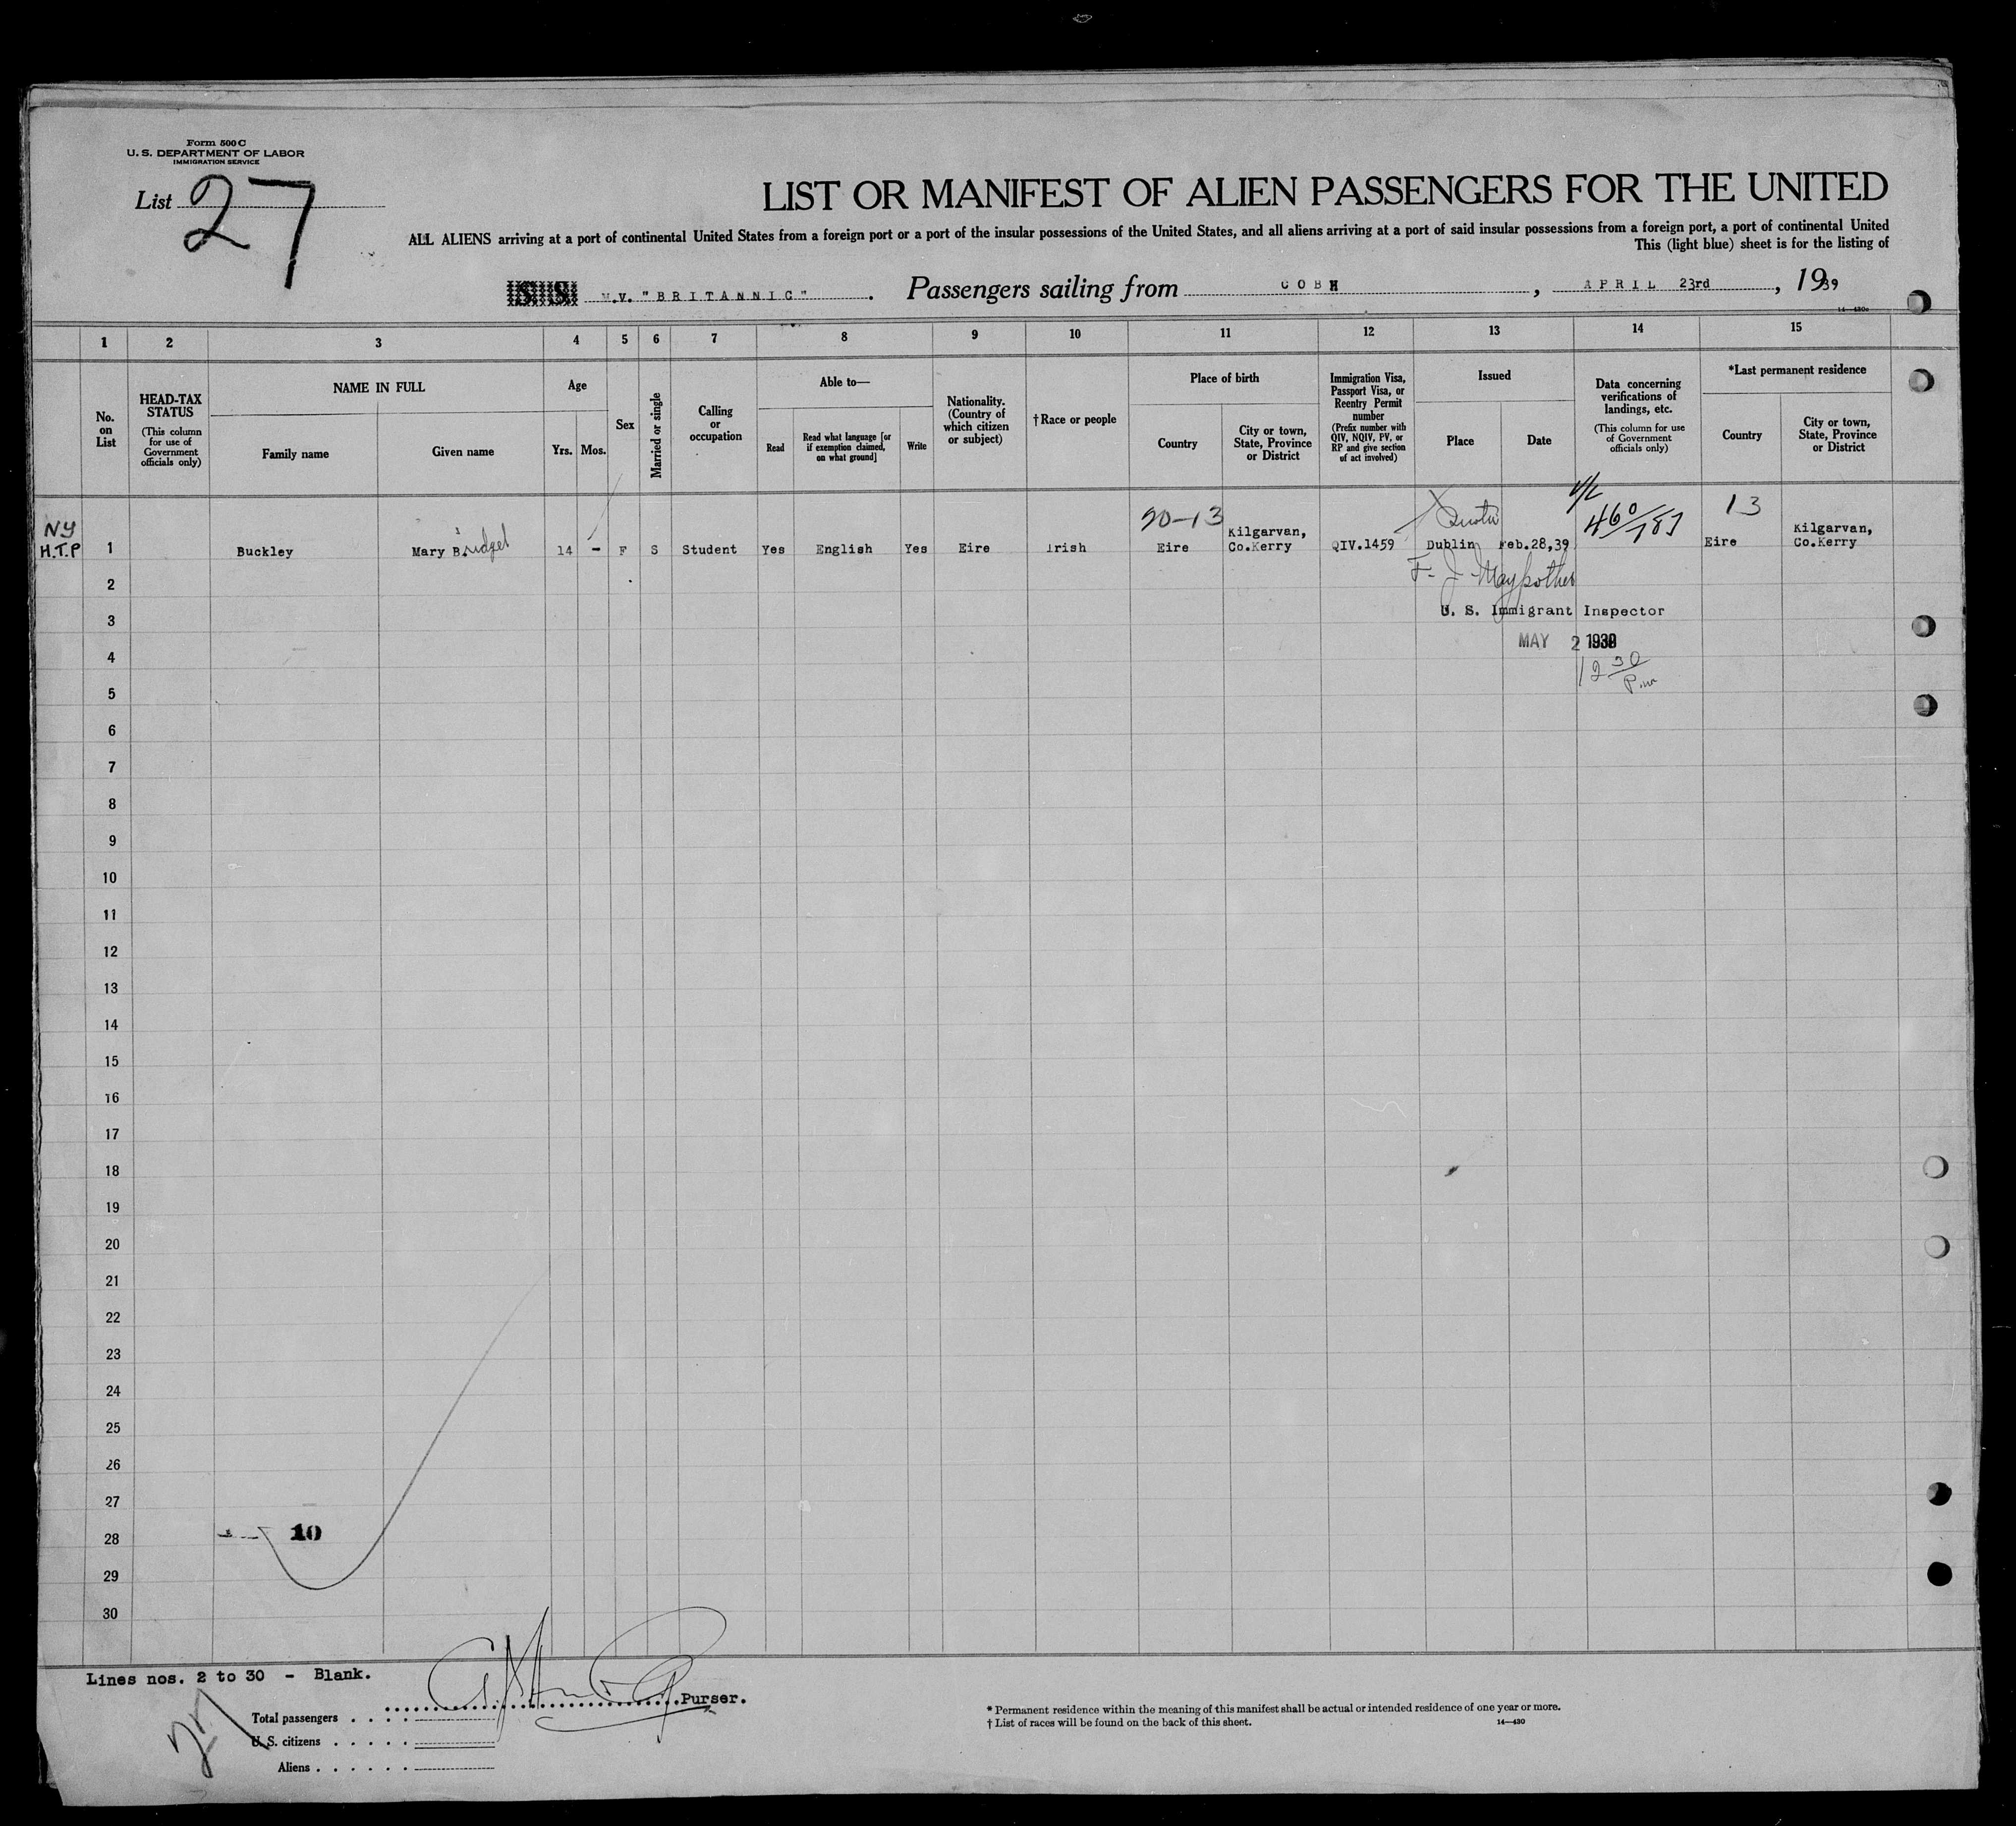 Form 500 C
U. S. DEPARTMENT OF LABOR
IMMIGRATION SERVICE
List 27
LIST OR MANIFEST OF ALIEN PASSENGERS FOR THE UNITED
ALL ALIENS arriving at a port of continental United States from a foreign port or a port of the insular possessions of the United States, and all aliens arriving at a port of said insular possessions from a foreign port, a port of continental United
This (light blue) sheet is for the listing of
S S M.V. "BRITANNIC" . Passengers sailing from COBH , APRIL 23rd , 1939
14—430c
1 2 3 4 5 6 7 8 9 10 11 12 13 14 15
No. on List
HEAD-TAX STATUS
(This column for use of Government officials only)
NAME IN FULL
Family name
Given name
Age
Yrs. Mos.
Sex
Married or single
Calling or occupation
Able to—
Read
Read what language [or if exemption claimed, on what ground]
Write
Nationality. (Country of which citizen or subject)
†Race or people
Place of birth
Country
City or town, State, Province or District
Immigration Visa, Passport Visa, or Reentry Permit number
(Prefix number with QIV, NQIV, PV, or RP and give section of act involved)
Issued
Place
Date
Data concerning verifications of landings, etc.
(This column for use of Government officials only)
*Last permanent residence
Country
City or town, State, Province or District
NY
H.T.P 1 Buckley Mary Bridget 14 – F S Student Yes English Yes Eire Irish 90-13 Eire Kilgarvan, Co.Kerry QIV.1459 Quota Dublin Feb.28,39 V/L 460/787 13 Eire Kilgarvan, Co.Kerry
2 F. J. Maypother
3 U. S. Immigrant Inspector
4 MAY 2 1939
12 30 P.m
5
6
7
8
9
10
11
12
13
14
15
16
17
18
19
20
21
22
23
24
25
26
27
28 10
29
30
Lines nos. 2 to 30 - Blank.
Purser.
27
Total passengers
U. S. citizens
Aliens
* Permanent residence within the meaning of this manifest shall be actual or intended residence of one year or more.
† List of races will be found on the back of this sheet.
14—430